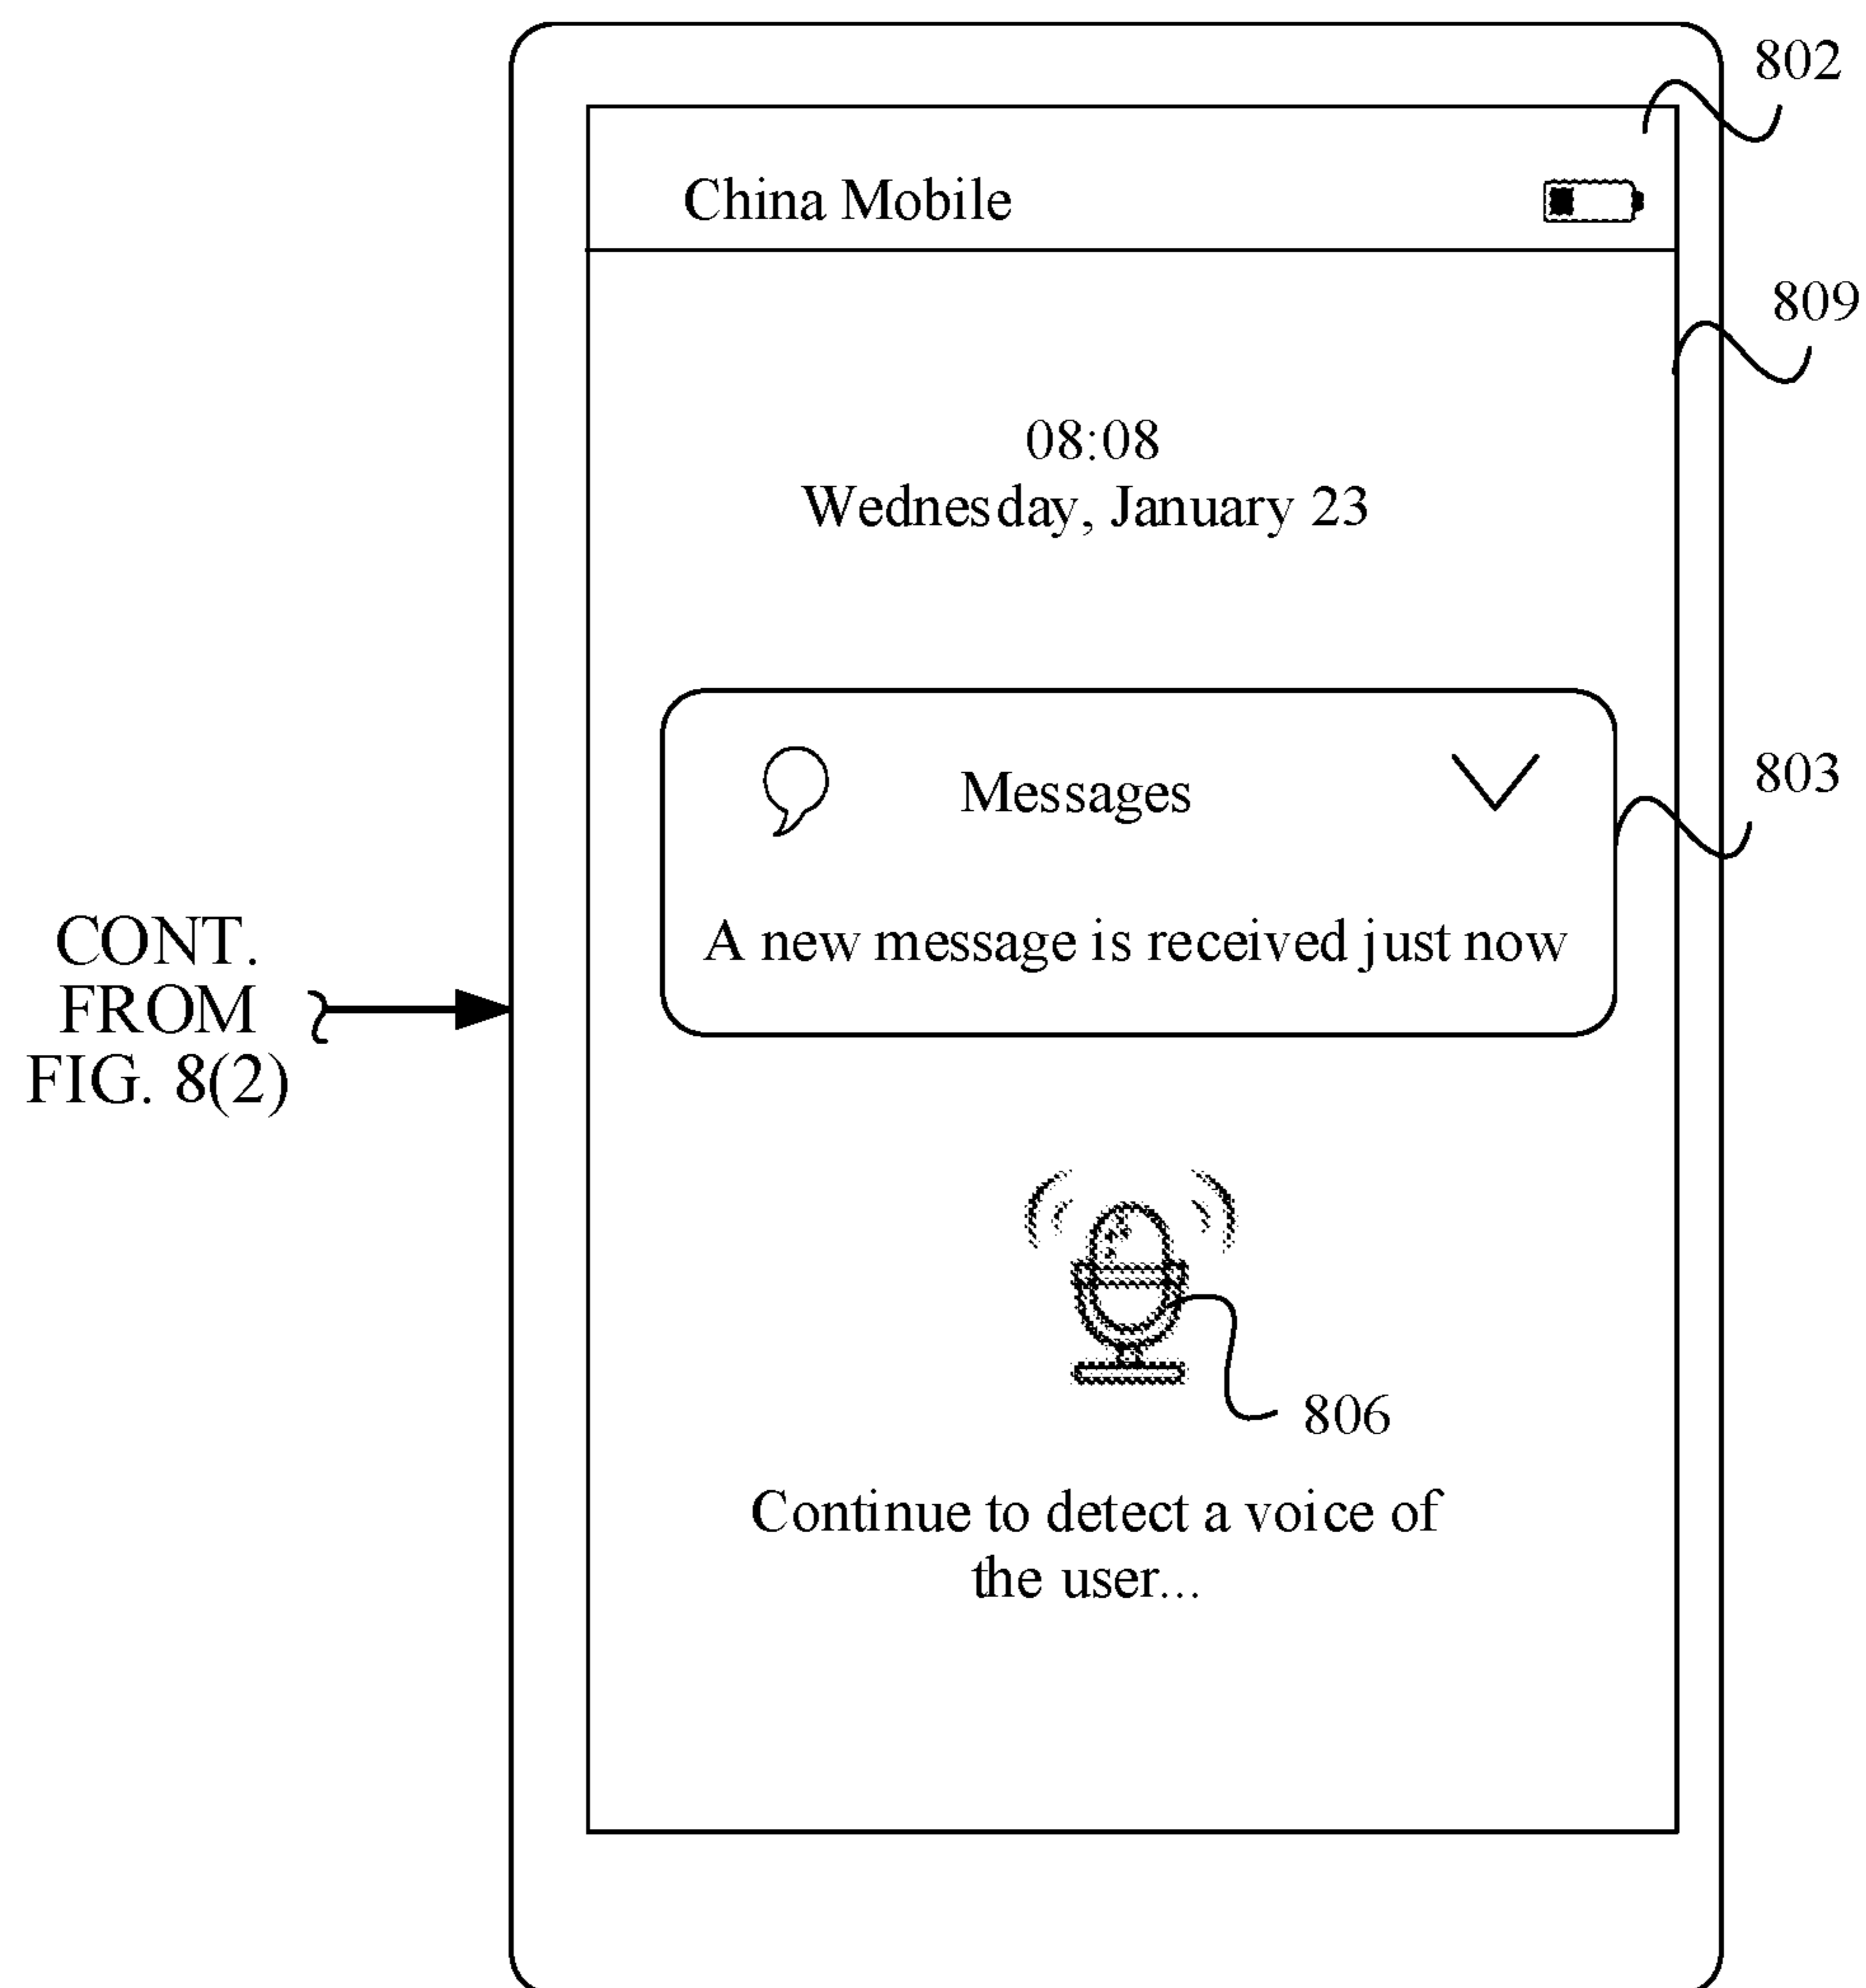 802
China Mobile
809
08:08
Wednesday, January 23
Messages
803
A new message is received just now
CONT.
FROM
FIG. 8(2)
806
Continue to detect a voice of
the user...